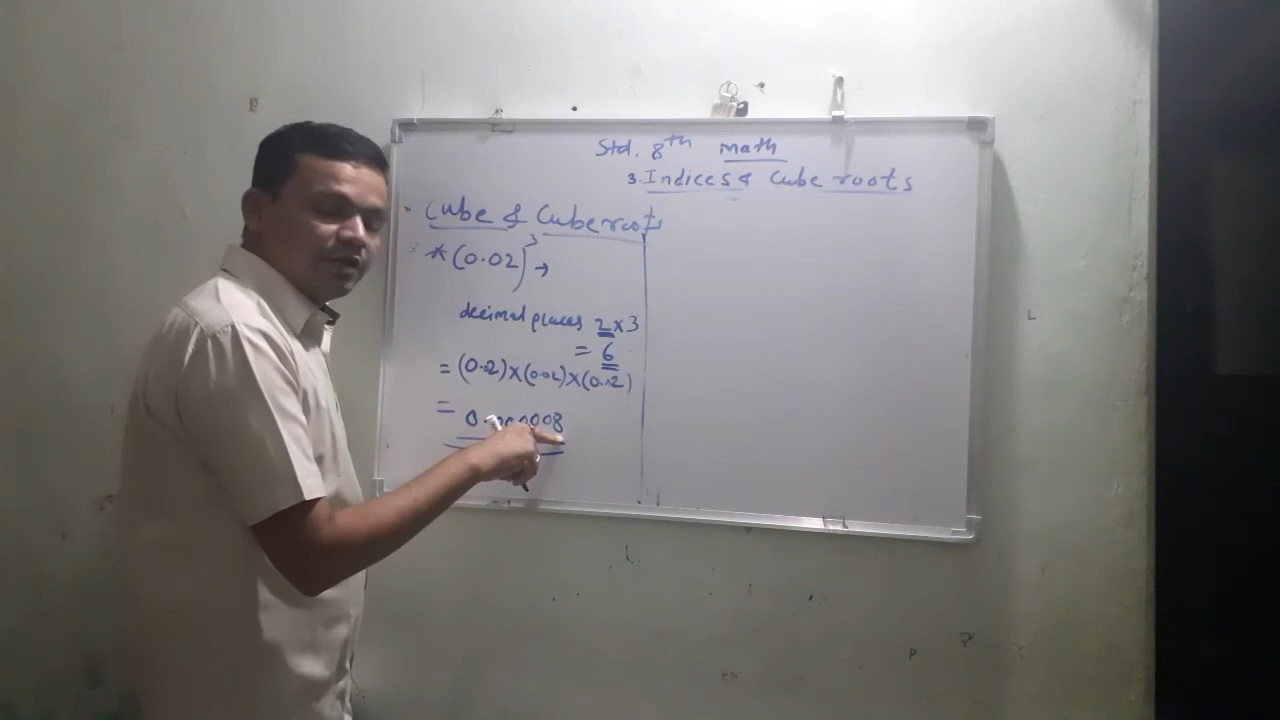 Std. 8th Math
3. Indices & Cube roots
Cube & Cuberoots
* (0.02)³ →
decimal places 2 x 3
= 6
= (0.02) x (0.02) x (0.02)
= 0.000008